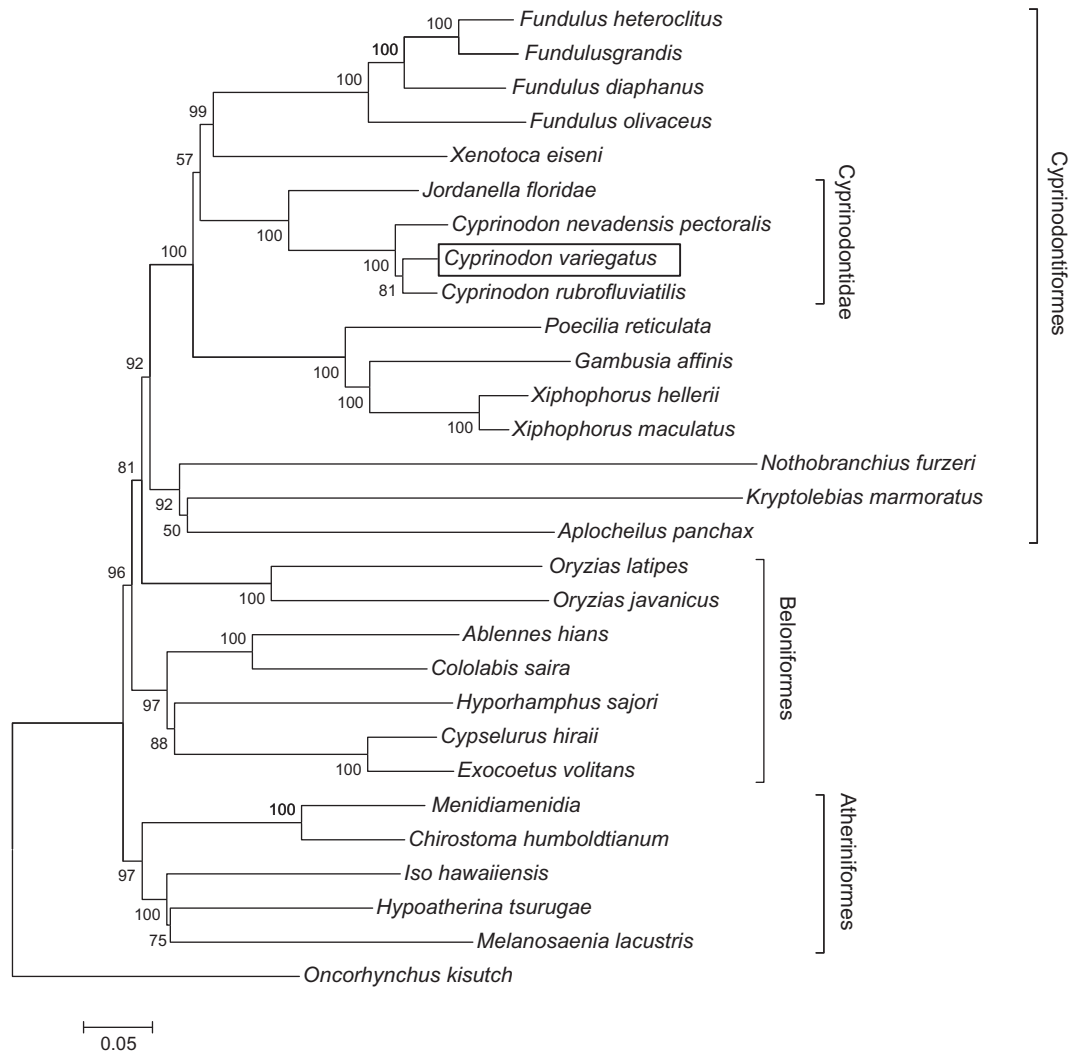 100
Fundulus heteroclitus
100
Fundulusgrandis
100
Fundulus diaphanus
99
Fundulus olivaceus
57
Xenotoca eiseni
Jordanella floridae
100
Cyprinodon nevadensis pectoralis
100
100
Cyprinodon variegatus
81
Cyprinodon rubrofluviatilis
Cyprinodontidae
Poecilia reticulata
100
92
Gambusia affinis
100
Xiphophorus hellerii
100
Xiphophorus maculatus
Cyprinodontiformes
81
Nothobranchius furzeri
92
Kryptolebias marmoratus
50
Aplocheilus panchax
96
Oryzias latipes
100
Oryzias javanicus
100
Ablennes hians
Cololabis saira
97
Hyporhamphus sajori
88
Cypselurus hiraii
100
Exocoetus volitans
Beloniformes
100
Menidiamenidia
Chirostoma humboldtianum
97
Iso hawaiiensis
100
Hypoatherina tsurugae
75
Melanosaenia lacustris
Atheriniformes
Oncorhynchus kisutch
0.05